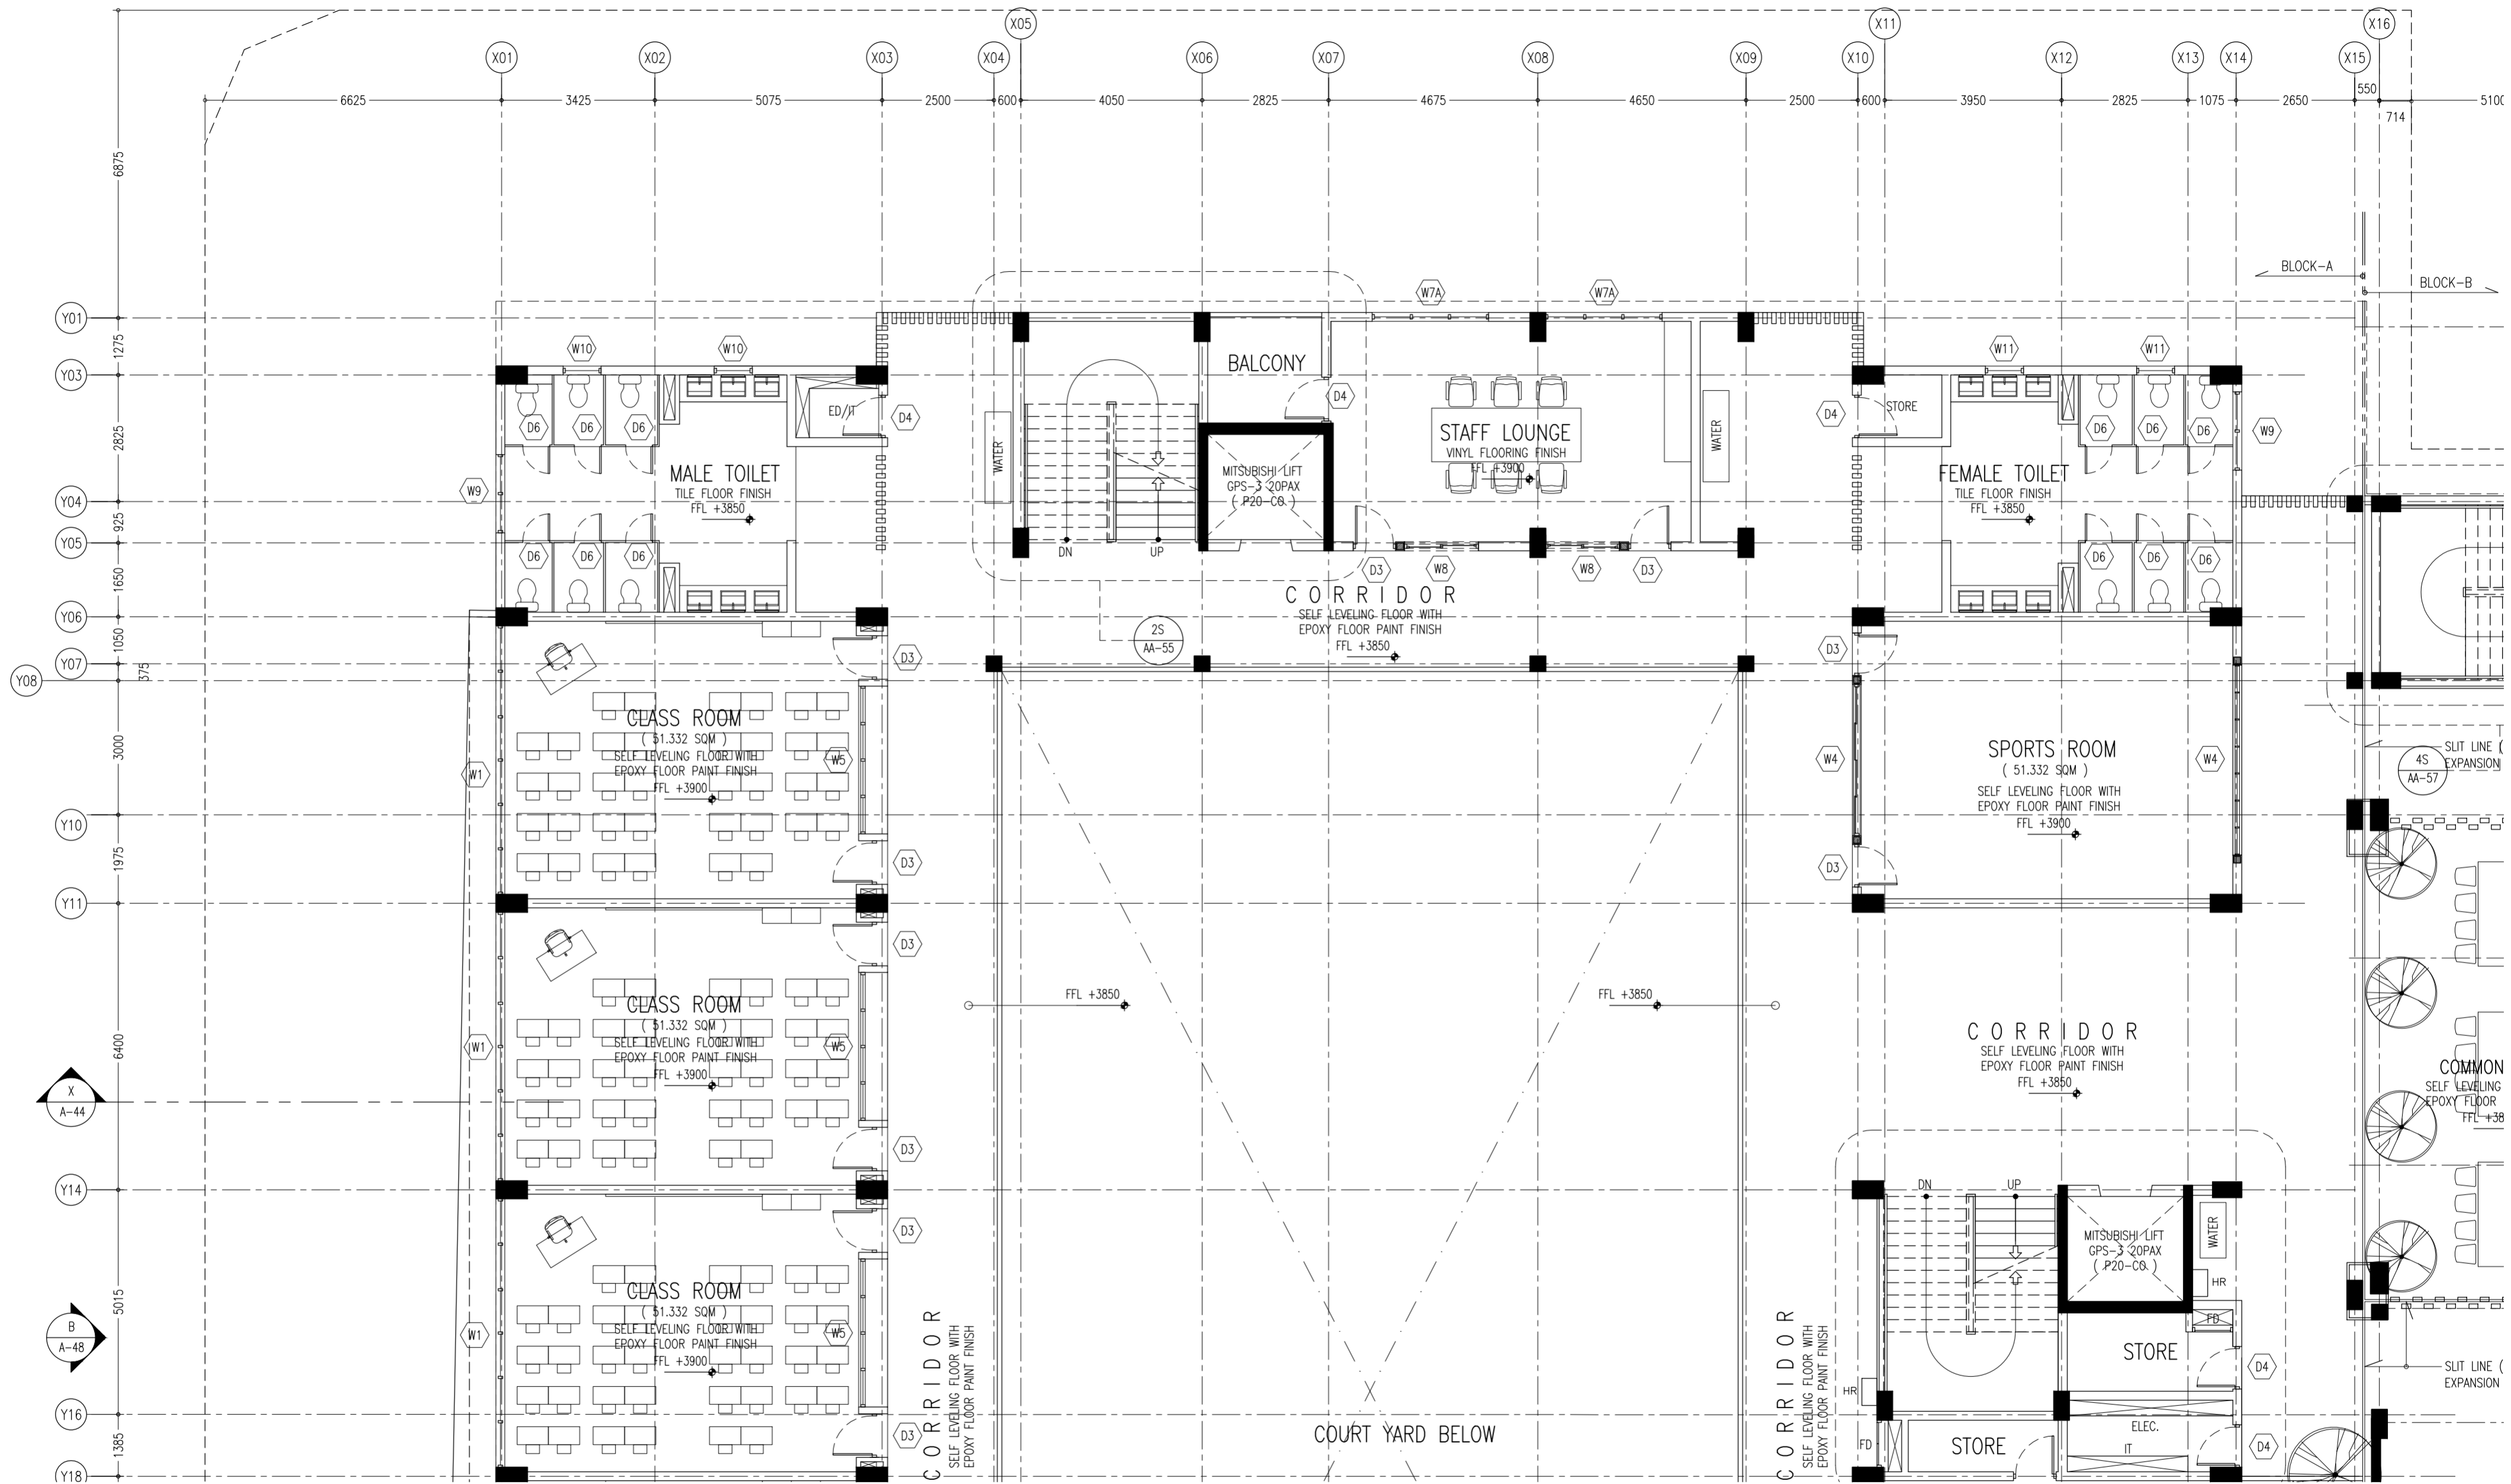 X05
X11
X16
X01
X02
X03
X04
X06
X07
X08
X09
X10
X12
X13
X14
X15
6625
3425
5075
2500
600
4050
2825
4675
4650
2500
600
3950
2825
1075
2650
550
714
6875
BLOCK-A
BLOCK-B
Y01
W7A
W7A
1275
W10
W10
W11
W11
Y03
BALCONY
D4
ED/IT
D4
D4
STORE
2825
D6
D6
D6
WATER
STAFF LOUNGE
VINYL FLOORING FINISH
FFL +3900
WATER
D6
D6
D6
W9
MALE TOILET
TILE FLOOR FINISH
FFL +3850
W9
MITSUBISHI LIFT
GPS-3 20PAX
( P20-CO )
FEMALE TOILET
TILE FLOOR FINISH
FFL +3850
Y04
925
Y05
DN
UP
D6
D6
D6
D3
W8
W8
D3
D6
D6
D6
1650
CORRIDOR
SELF LEVELING FLOOR WITH
EPOXY FLOOR PAINT FINISH
FFL +3850
Y06
2S
AA-55
1050
D3
D3
Y07
375
Y08
CLASS ROOM
( 51.332 SQM )
SELF LEVELING FLOOR WITH
EPOXY FLOOR PAINT FINISH
FFL +3900
W1
W5
3000
W4
SPORTS ROOM
( 51.332 SQM )
SELF LEVELING FLOOR WITH
EPOXY FLOOR PAINT FINISH
FFL +3900
W4
SLIT LINE (
EXPANSION
4S
AA-57
Y10
D3
D3
1975
Y11
D3
CLASS ROOM
( 51.332 SQM )
SELF LEVELING FLOOR WITH
EPOXY FLOOR PAINT FINISH
FFL +3900
W1
W5
FFL +3850
FFL +3850
6400
CORRIDOR
SELF LEVELING FLOOR WITH
EPOXY FLOOR PAINT FINISH
FFL +3850
COMMON
SELF LEVELING
EPOXY FLOOR
X
A-44
D3
Y14
D3
DN
UP
MITSUBISHI LIFT
GPS-3 20PAX
( P20-CO )
WATER
HR
CLASS ROOM
( 51.332 SQM )
SELF LEVELING FLOOR WITH
EPOXY FLOOR PAINT FINISH
FFL +3900
W1
W5
5015
B
A-48
FD
STORE
D4
SLIT LINE (
EXPANSION
HR
CORRIDOR
SELF LEVELING FLOOR WITH
EPOXY FLOOR PAINT FINISH
CORRIDOR
SELF LEVELING FLOOR WITH
EPOXY FLOOR PAINT FINISH
Y16
D3
COURT YARD BELOW
FD
STORE
ELEC.
IT
D4
1385
Y18